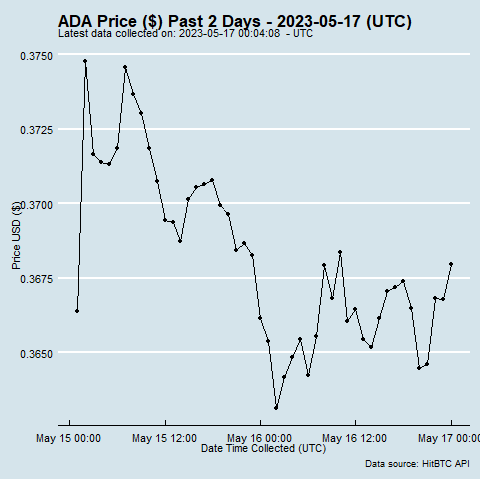 ADA Price ($) Past 2 Days - 2023-05-17 (UTC)
Latest data collected on: 2023-05-17 00:04:08 - UTC
0.3750
0.3725
0.3700
0.3675
0.3650
Price USD ($)
May 15 00:00
May 15 12:00
May 16 00:00
May 16 12:00
May 17 00:00
Date Time Collected (UTC)
Data source: HitBTC API